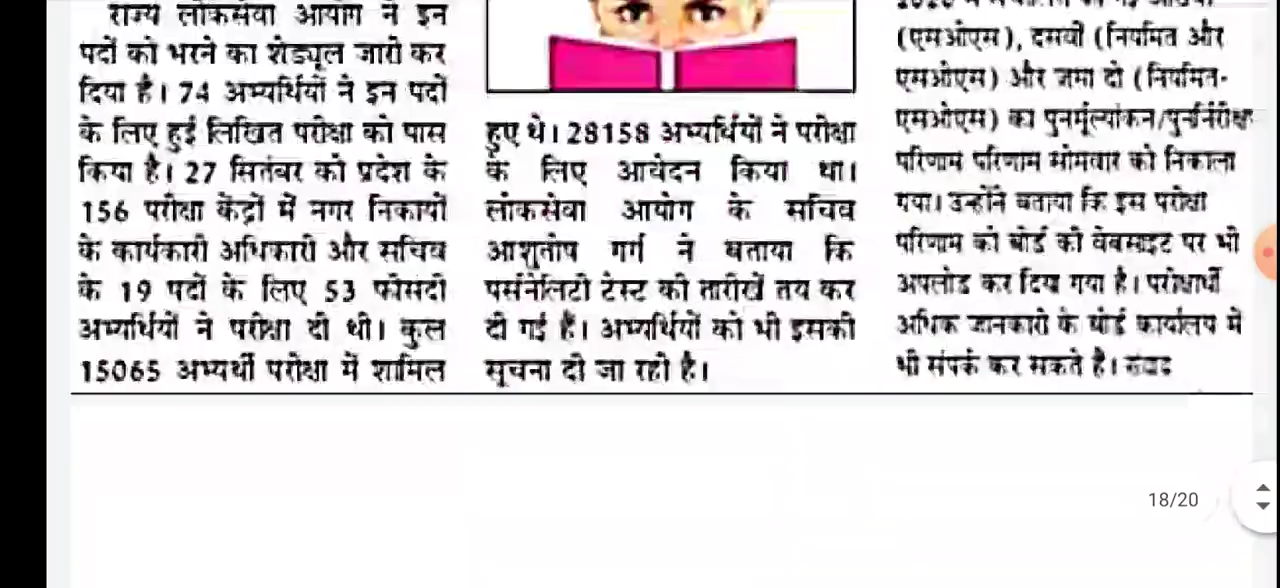 राज्य लोकसेवा आयोग ने इन
पदों को भरने का शेड्यूल जारी कर
दिया है। 74 अभ्यर्थियों ने इन पदों
के लिए हुई लिखित परीक्षा को पास
किया है। 27 सितंबर को प्रदेश के
156 परीक्षा केंद्रों में नगर निकायों
के कार्यकारी अधिकारी और सचिव
के 19 पदों के लिए 53 फीसदी
अभ्यर्थियों ने परीक्षा दी थी। कुल
15065 अभ्यर्थी परीक्षा में शामिल
हुए थे। 28158 अभ्यर्थियों ने परीक्षा
के लिए आवेदन किया था।
लोकसेवा आयोग के सचिव
आशुतोष गर्ग ने बताया कि
पर्सनेलिटी टेस्ट की तारीखें तय कर
दी गई हैं। अभ्यर्थियों को भी इसकी
सूचना दी जा रही है।
(एमओएस), दसवीं (नियमित और
एसओएस) और जमा दो (नियमित-
एसओएस) का पुनर्मूल्यांकन/पुनर्निरीक्ष
परिणाम परिणाम सोमवार को निकाला
गया। उन्होंने बताया कि इस परीक्षा
परिणाम को बोर्ड की वेबसाइट पर भी
अपलोड कर दिया गया है। परीक्षार्थी
अधिक जानकारी के बोर्ड कार्यालय में
भी संपर्क कर सकते है। संवाद
18/20